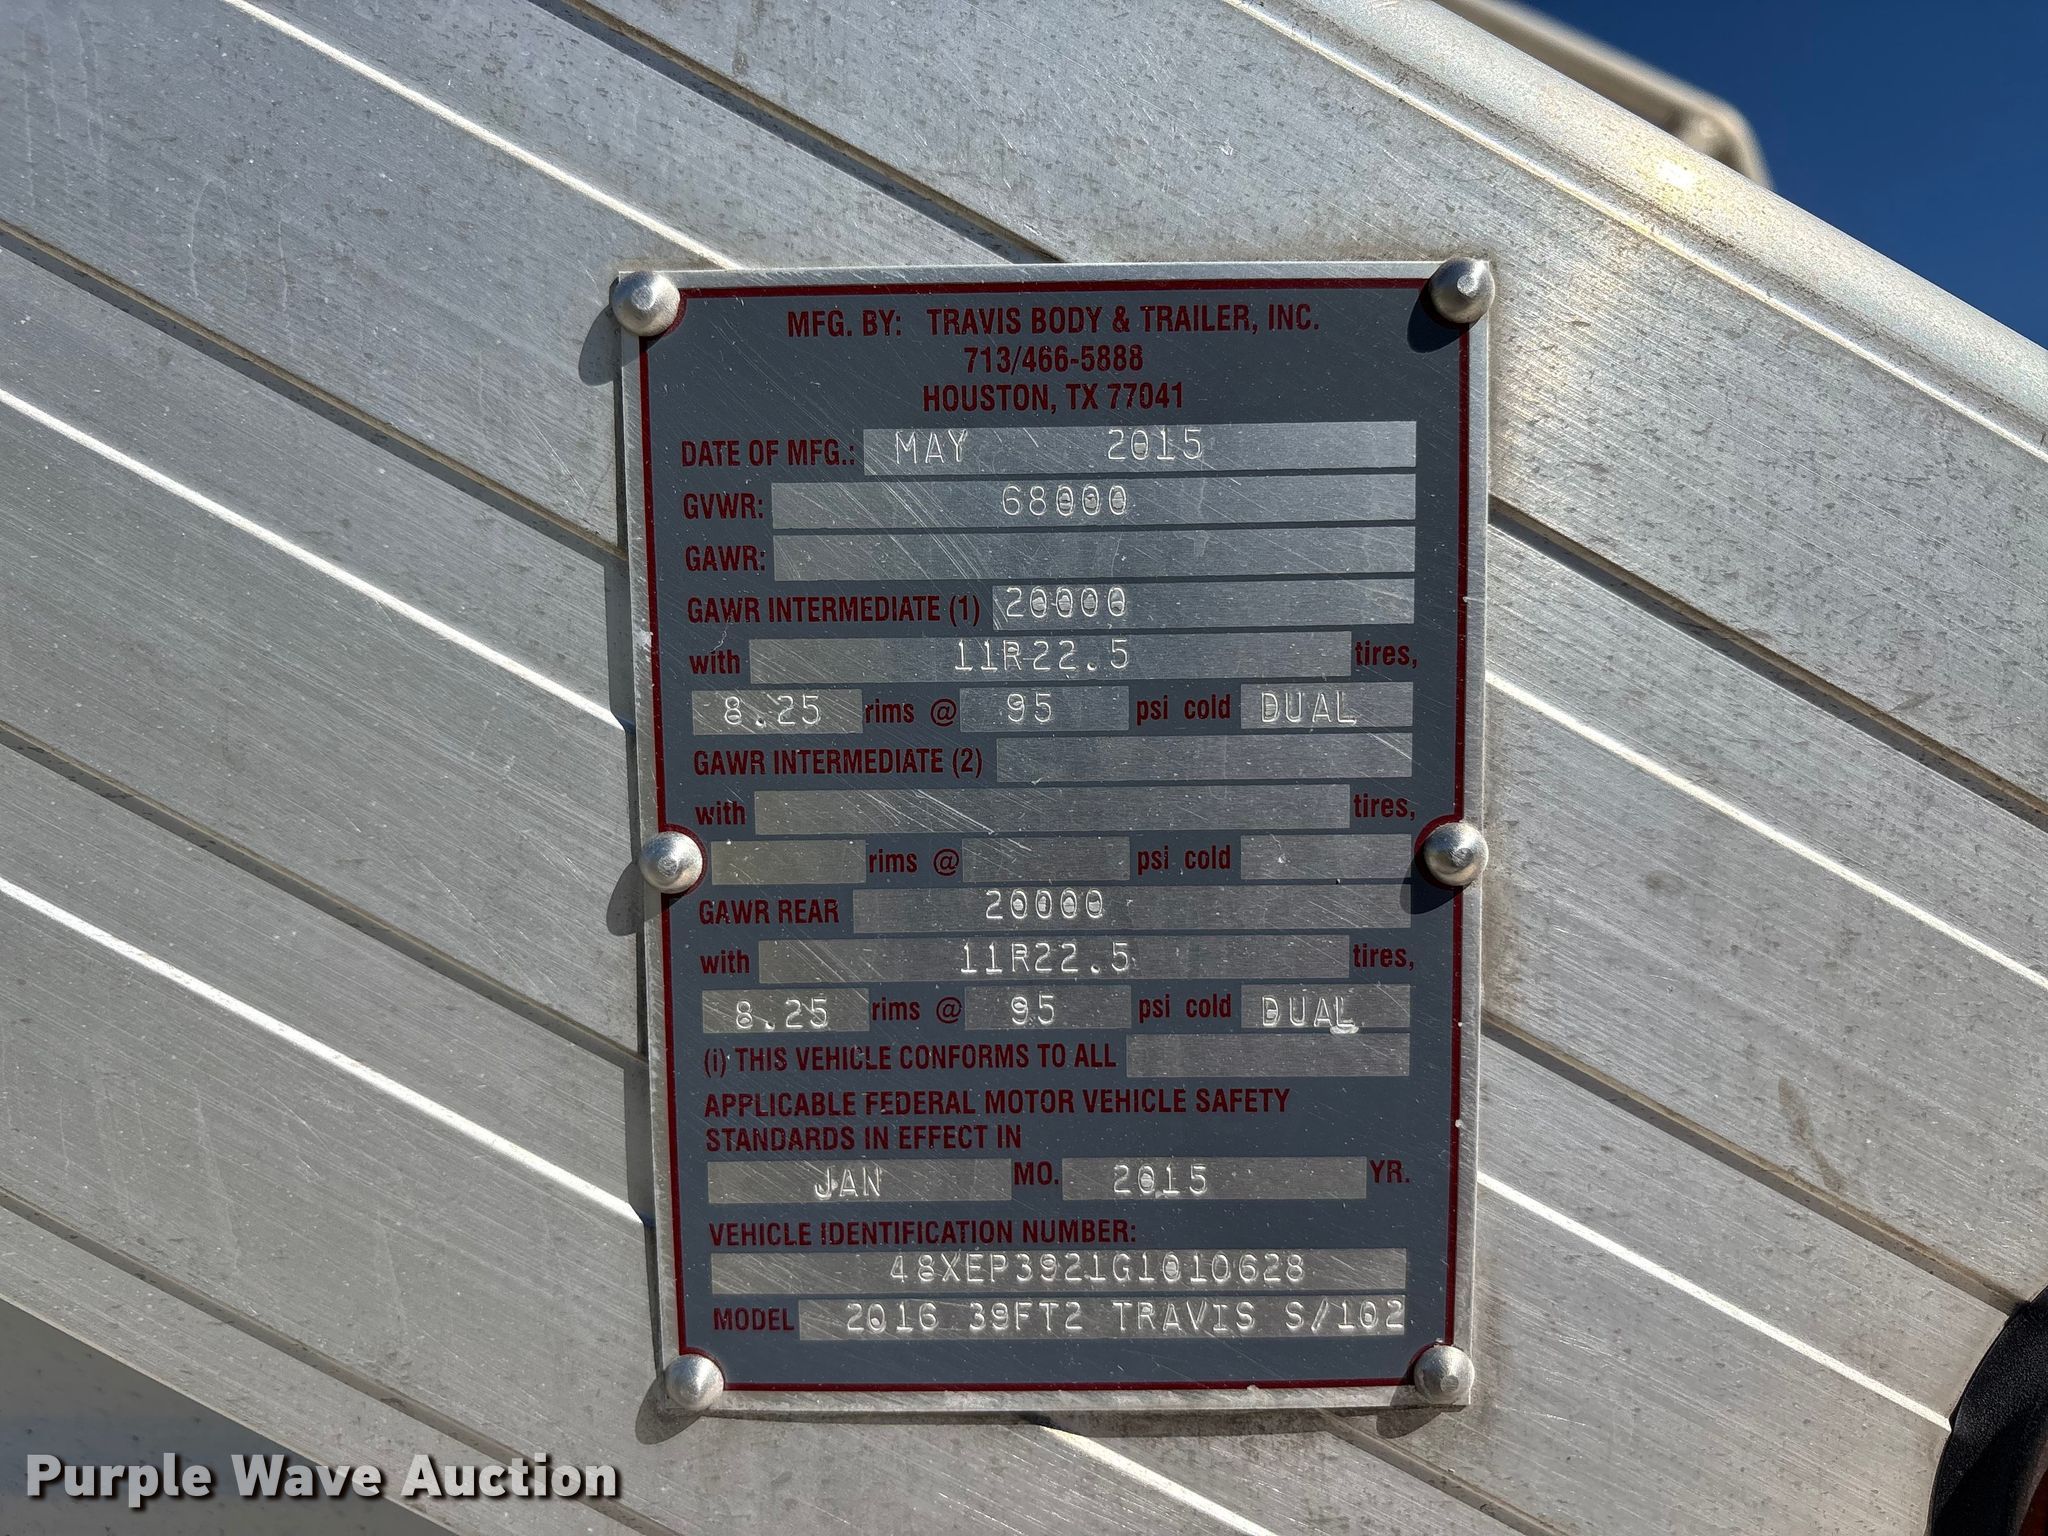 MFG. BY: TRAVIS BODY & TRAILER, INC.
713/466-5888
HOUSTON, TX 77041
DATE OF MFG.: MAY 2015
GVWR: 68000
GAWR:
GAWR INTERMEDIATE (1) 20000
with 11R22.5 tires,
8.25 rims @ 95 psi cold DUAL
GAWR INTERMEDIATE (2)
with tires,
rims @ psi cold
GAWR REAR 20000
with 11R22.5 tires,
8.25 rims @ 95 psi cold DUAL
(i) THIS VEHICLE CONFORMS TO ALL
APPLICABLE FEDERAL MOTOR VEHICLE SAFETY
STANDARDS IN EFFECT IN
JAN MO. 2015 YR.
VEHICLE IDENTIFICATION NUMBER:
48XEP3921G1010628
MODEL 2016 39FT2 TRAVIS S/102
Purple Wave Auction